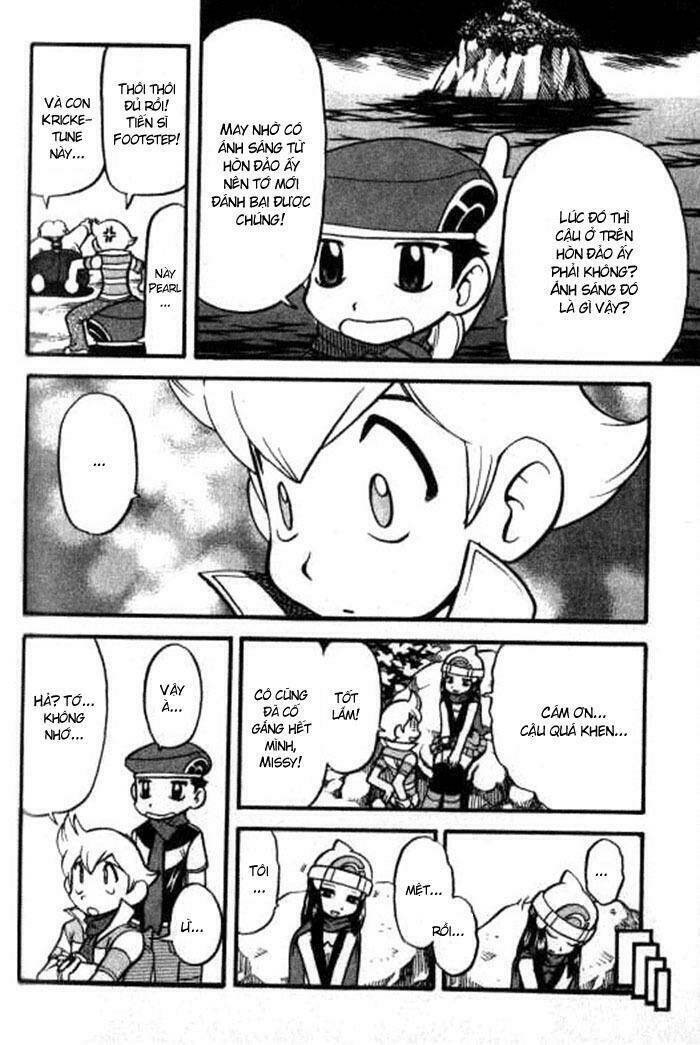 VÀ CON
KRICKE-
TUNE
NÀY...
THÔI THÔI
ĐỦ RỒI!
TIẾN SĨ
FOOTSTEP!
NÀY
PEARL
...
MAY NHỜ CÓ
ÁNH SÁNG TỪ
HÒN ĐẢO ẤY
NÊN TỚ MỚI
ĐÁNH BẠI ĐƯỢC
CHÚNG!
LÚC ĐÓ THÌ
CẬU Ở TRÊN
HÒN ĐẢO ẤY
PHẢI KHÔNG?
ÁNH SÁNG ĐÓ
LÀ GÌ VẬY?
...
HẢ? TỚ...
KHÔNG
NHỚ...
VẬY
À...
Ừ...
TỐT
LẮM!
CÔ CŨNG
ĐÃ CỐ
GẮNG HẾT
MÌNH,
MISSY!
CÁM ƠN...
CẬU QUÁ KHEN...
TÔI
...
MỆT...
RỒI...
...